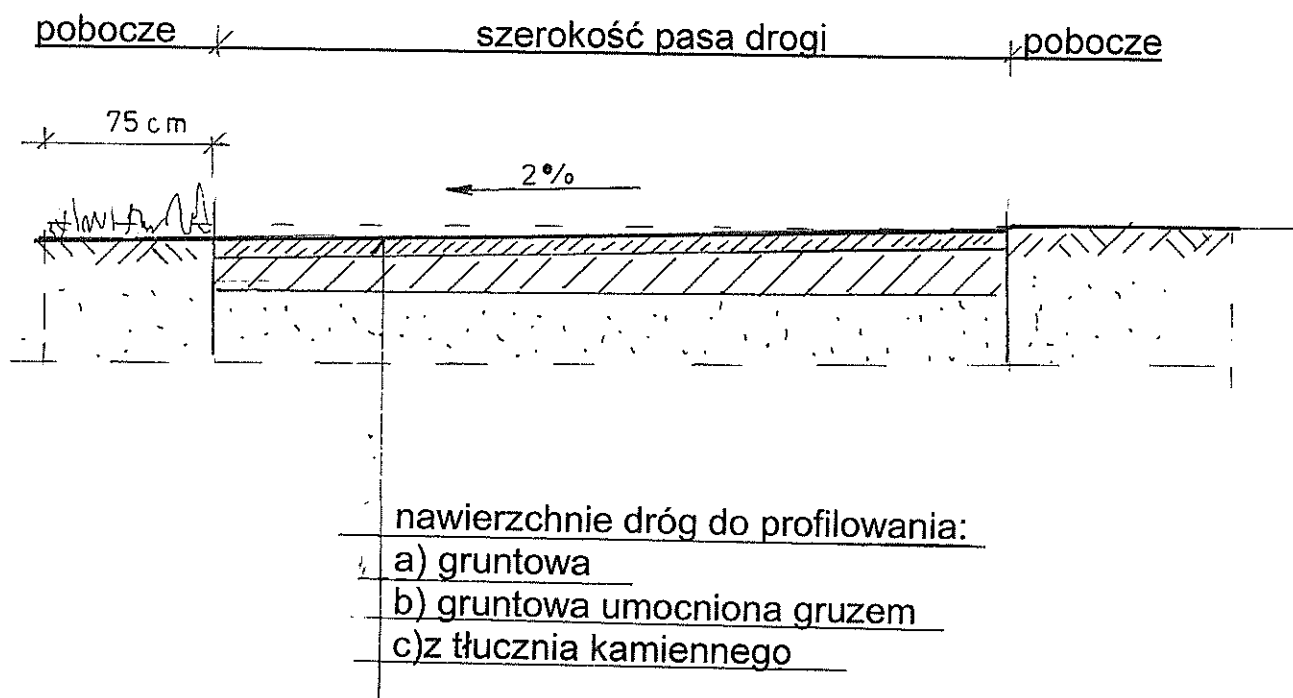 pobocze szerokość pasa drogi pobocze
75 cm
2%
nawierzchnie dróg do profilowania:
a) gruntowa
b) gruntowa umocniona gruzem
c)z tłucznia kamiennego